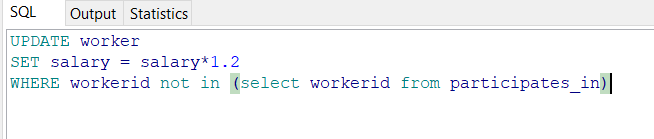 SQL Output Statistics
UPDATE worker
SET salary = salary*1.2
WHERE workerid not in (select workerid from participates_in)